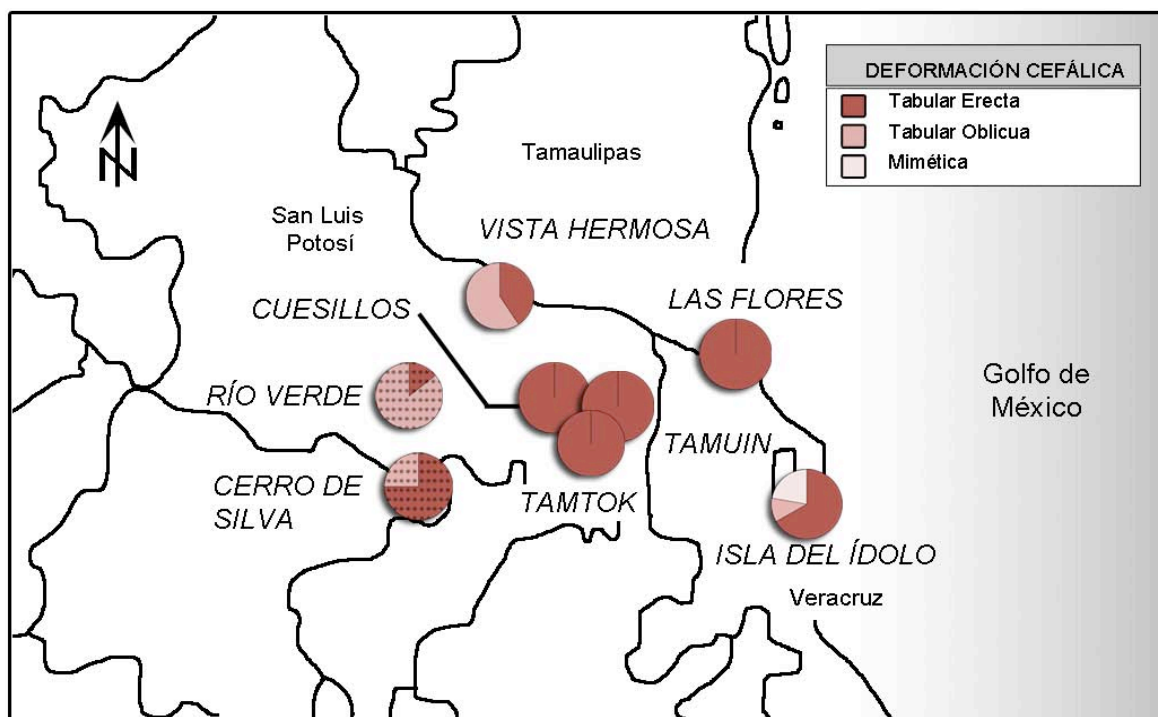 DEFORMACIÓN CEFÁLICA
Tabular Erecta
Tabular Oblicua
Mimética
N
Tamaulipas
San Luis
Potosí
VISTA HERMOSA
CUESILLOS
LAS FLORES
RÍO VERDE
Golfo de
México
TAMUIN
CERRO DE
SILVA
TAMTOK
ISLA DEL ÍDOLO
Veracruz